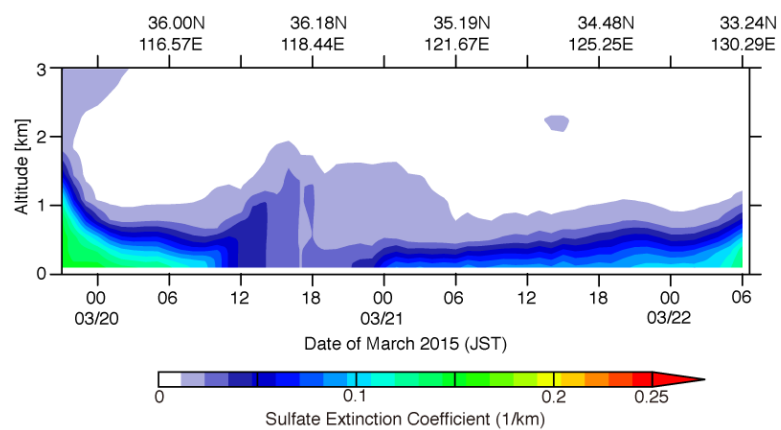 36.00N 36.18N 35.19N 34.48N 33.24N
116.57E 118.44E 121.67E 125.25E 130.29E
3
2
1
0
Altitude [km]
00 06 12 18 00 06 12 18 00 06
03/20 03/21 03/22
Date of March 2015 (JST)
0 0.1 0.2 0.25
Sulfate Extinction Coefficient (1/km)